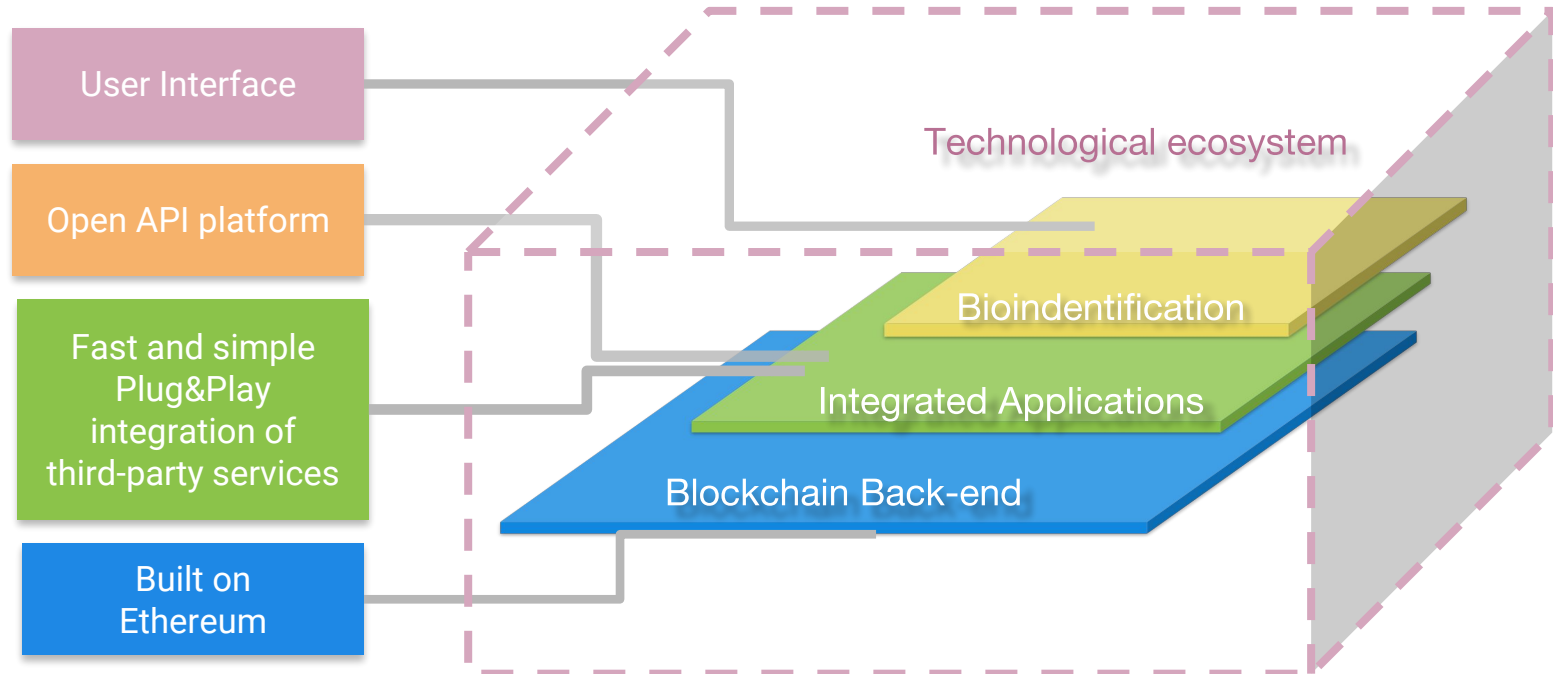 User Interface
Open API platform
Fast and simple
Plug&Play
integration of
third-party services
Built on
Ethereum
Technological ecosystem
Bioindentification
Integrated Applications
Blockchain Back-end